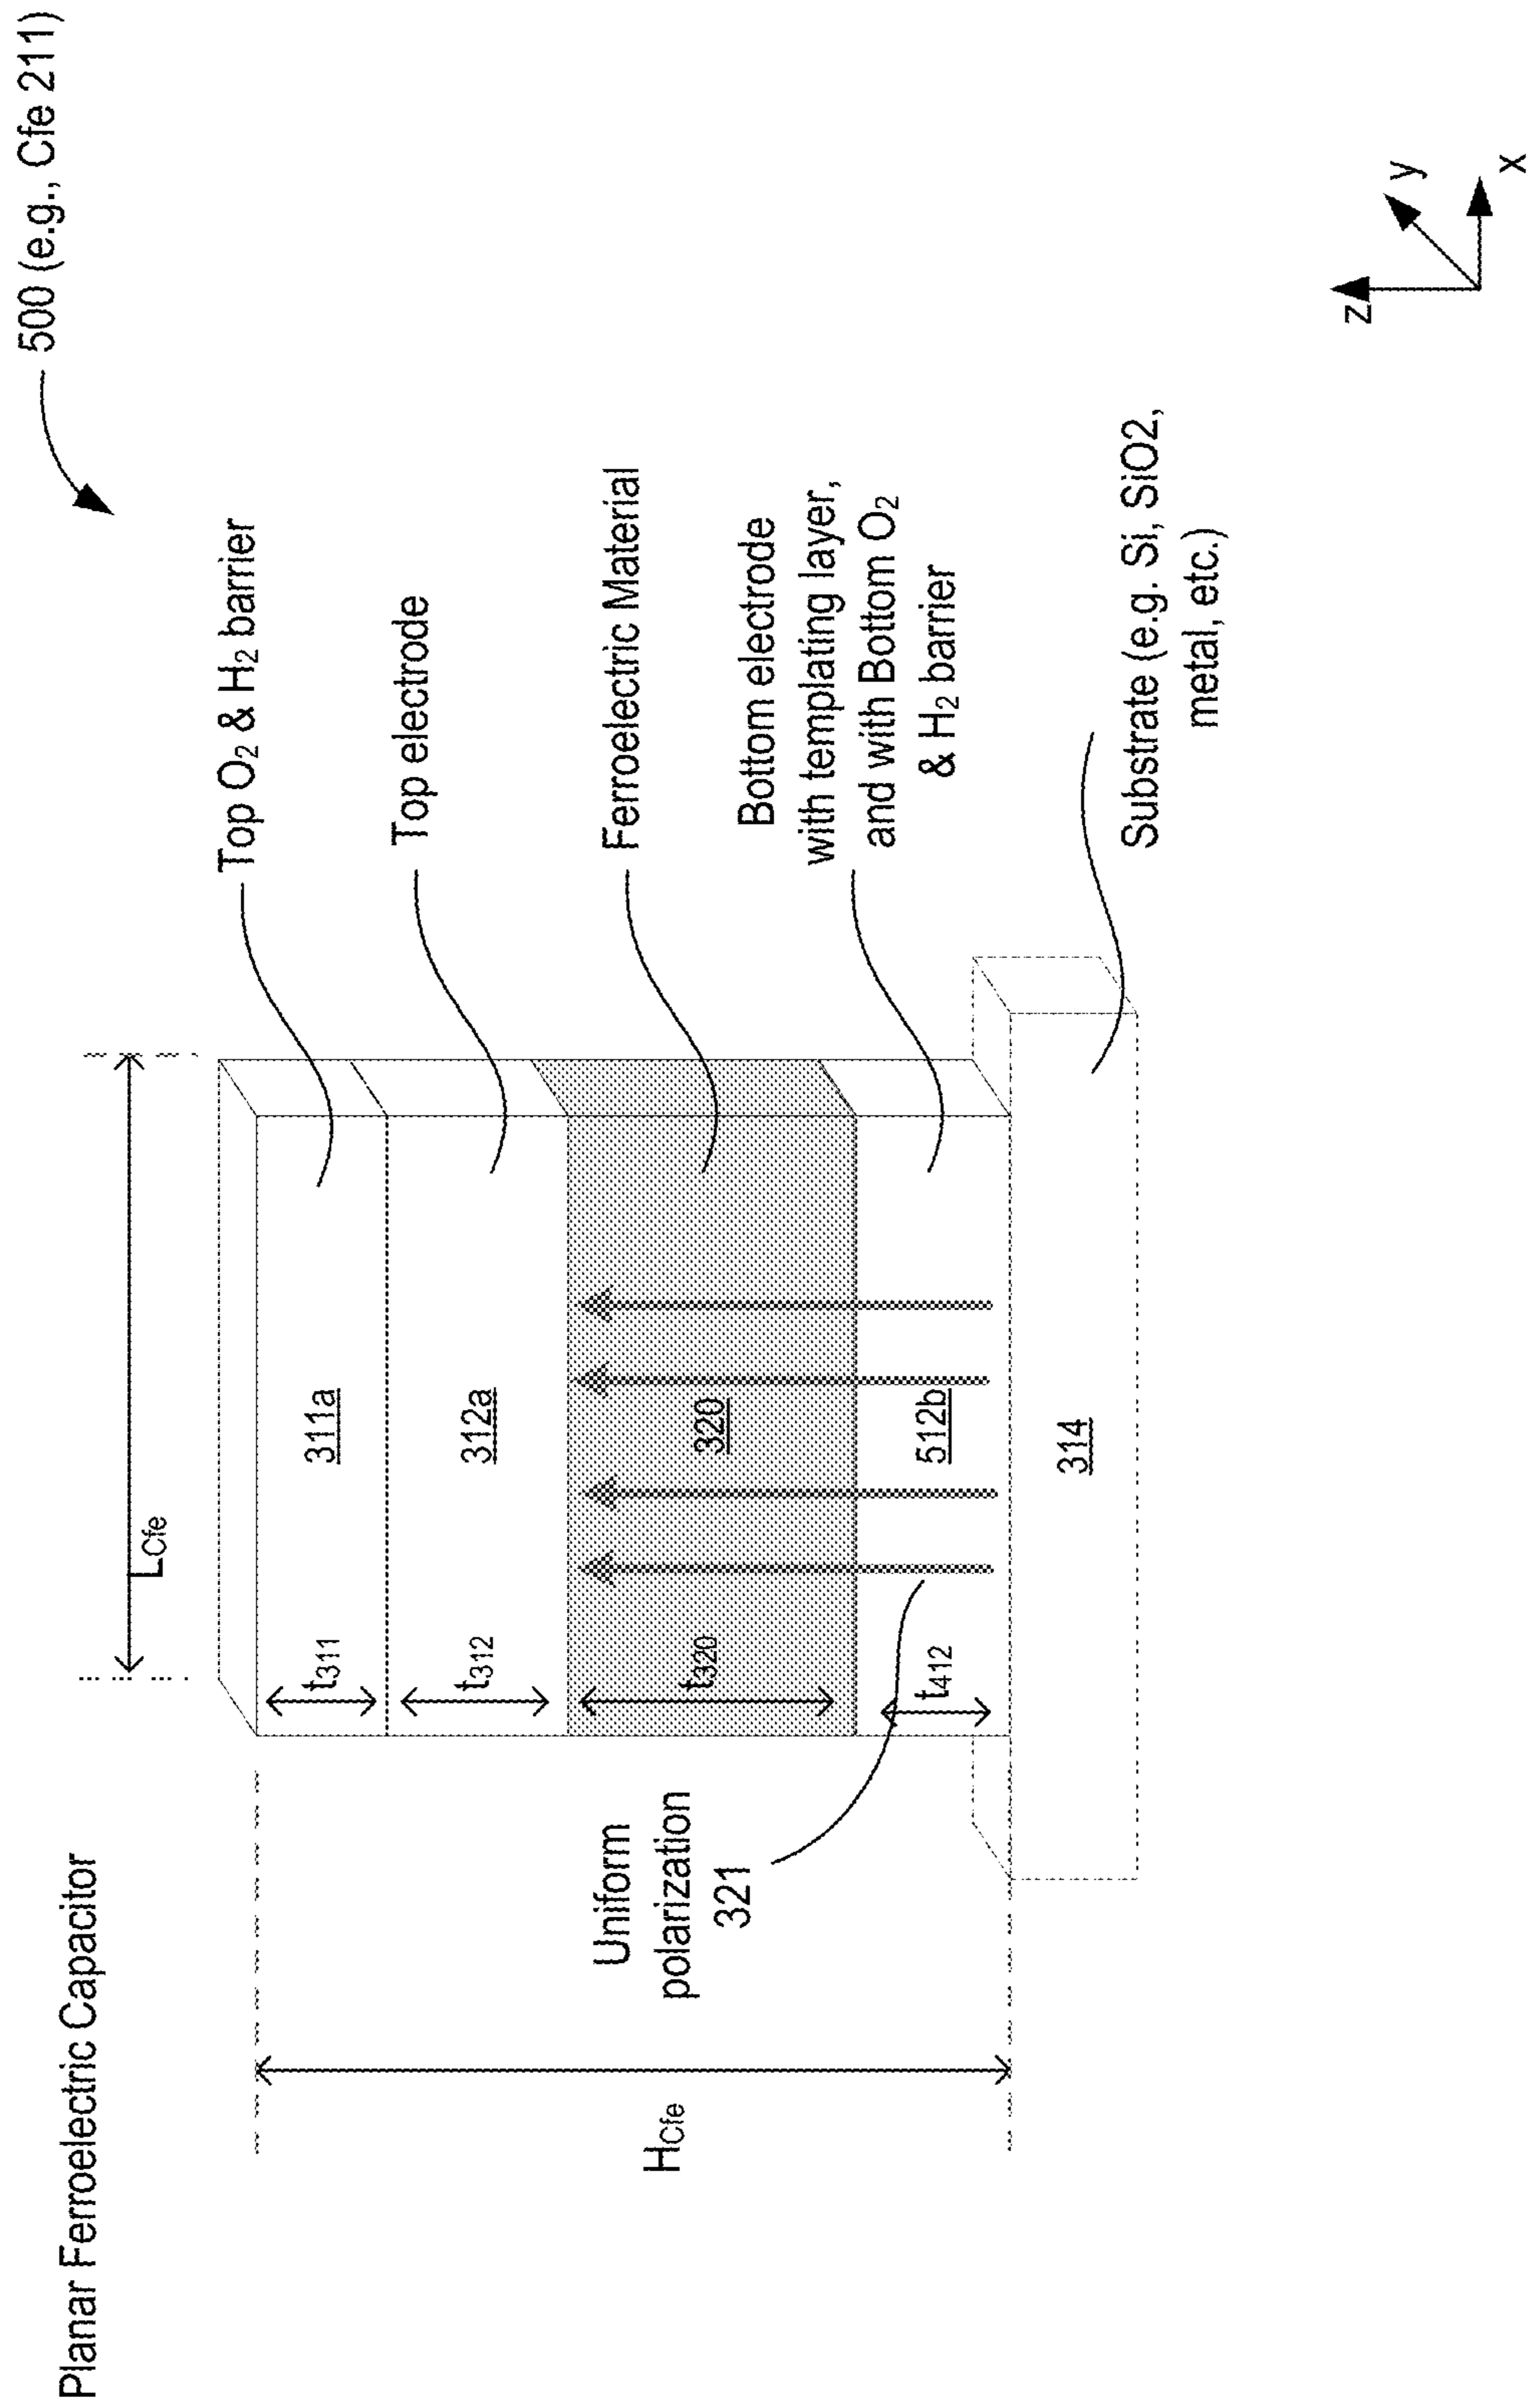 Planar Ferroelectric Capacitor
500 (e.g., Cfe 211)
LCfe
Top O2 & H2 barrier
t311
311a
Top electrode
t312
312a
Ferroelectric Material
t320
320
Uniform
polarization
321
HCfe
Bottom electrode
with templating layer,
and with Bottom O2
& H2 barrier
t412
512b
314
Substrate (e.g. Si, SiO2,
metal, etc.)
z
y
x